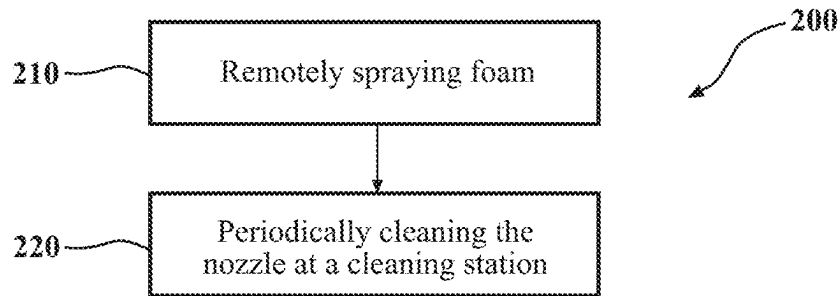 200
210
Remotely spraying foam
220
Periodically cleaning the
nozzle at a cleaning station